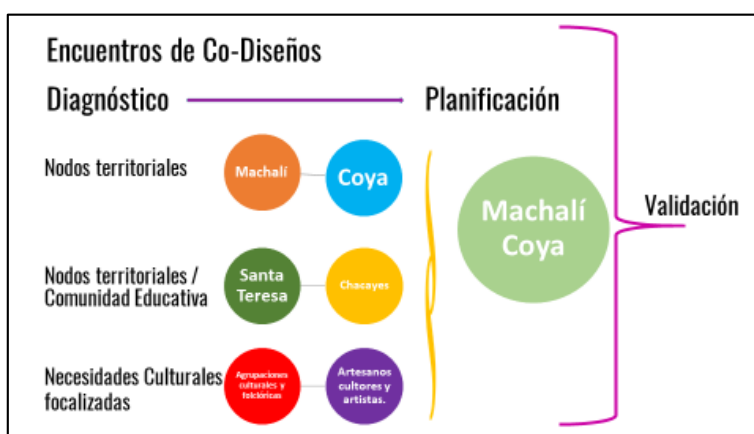 Encuentros de Co-Diseños
Diagnóstico
Planificación
Nodos territoriales
Machalí
Coya
Machalí
Coya
Validación
Nodos territoriales /
Comunidad Educativa
Santa
Teresa
Chacayes
Necesidades Culturales
focalizadas
Agrupaciones
culturales y
folclóricas
Artesanos
cultores y
artistas.